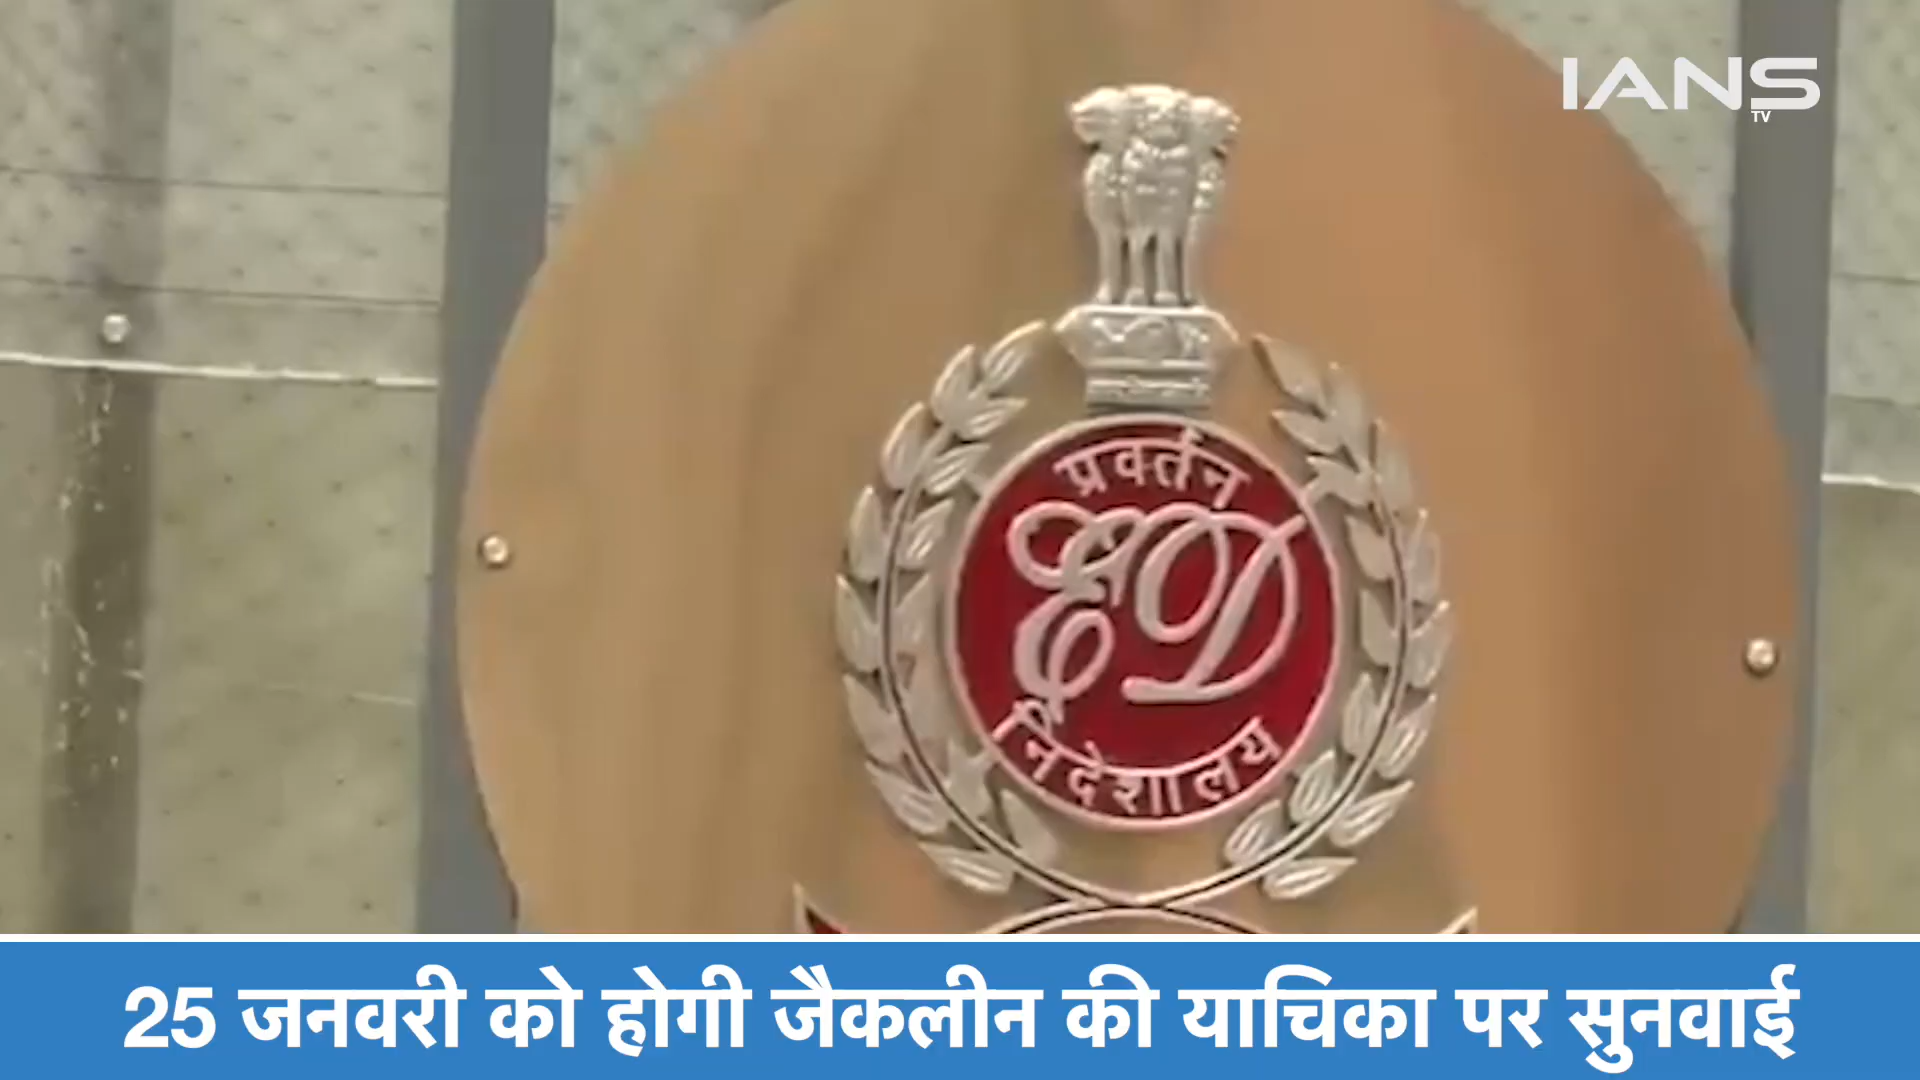 IANS
TV
प्रवर्तन
ED
निदेशालय
25 जनवरी को होगी जैकलीन की याचिका पर सुनवाई